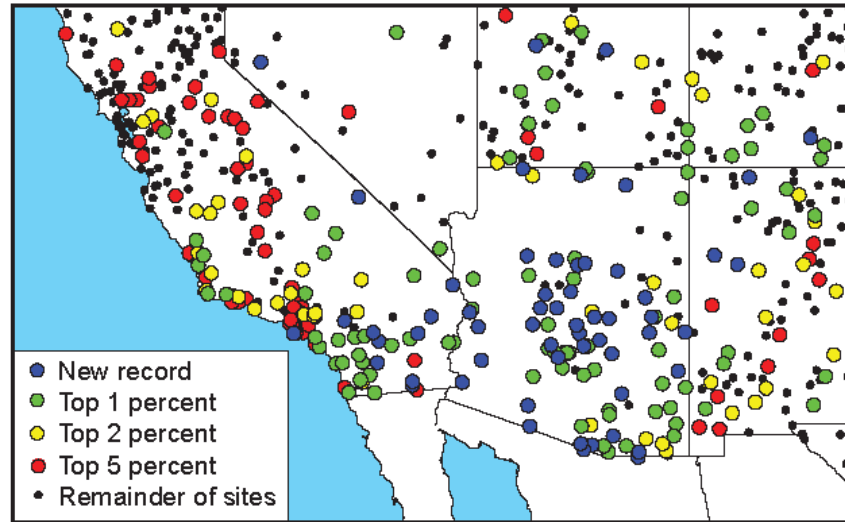 New record
Top 1 percent
Top 2 percent
Top 5 percent
Remainder of sites